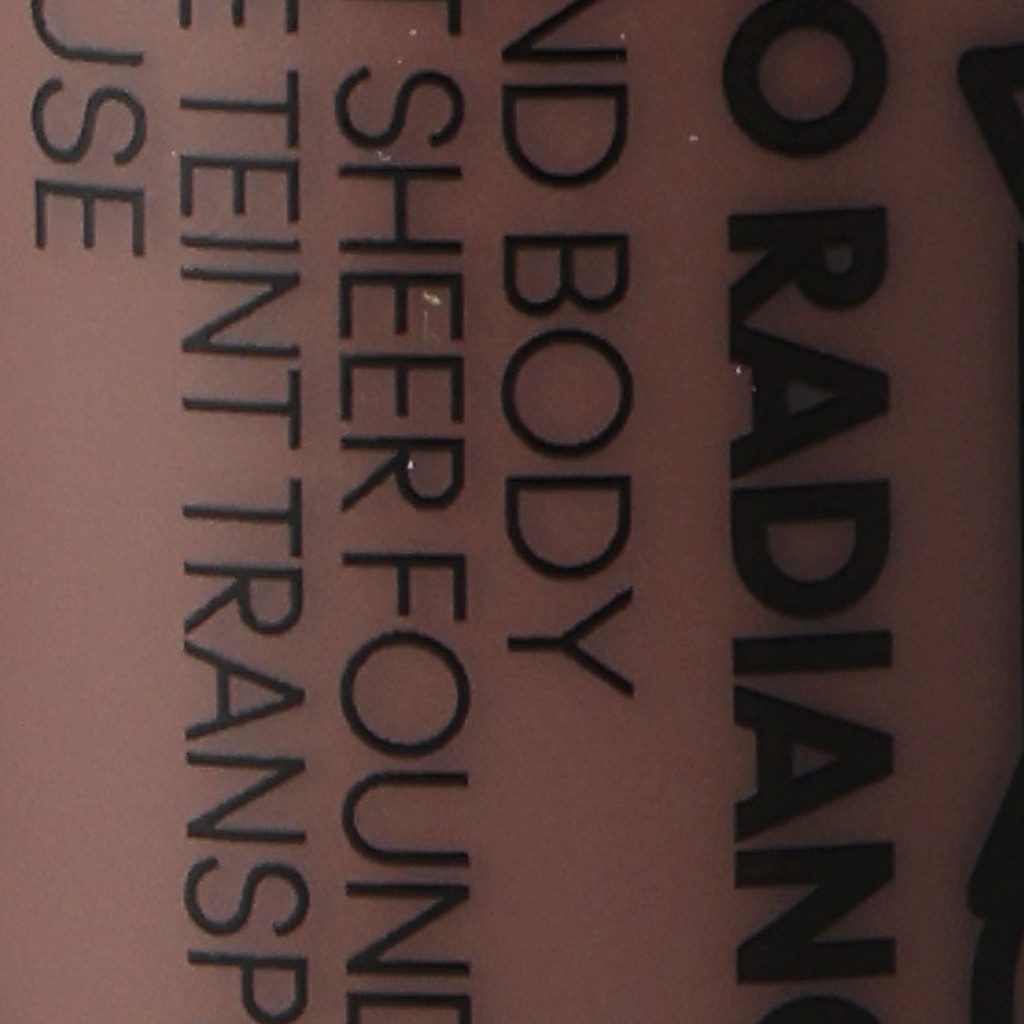 O RADIANC
ND BODY
T SHEER FOUND
E TEINT TRANSP
USE